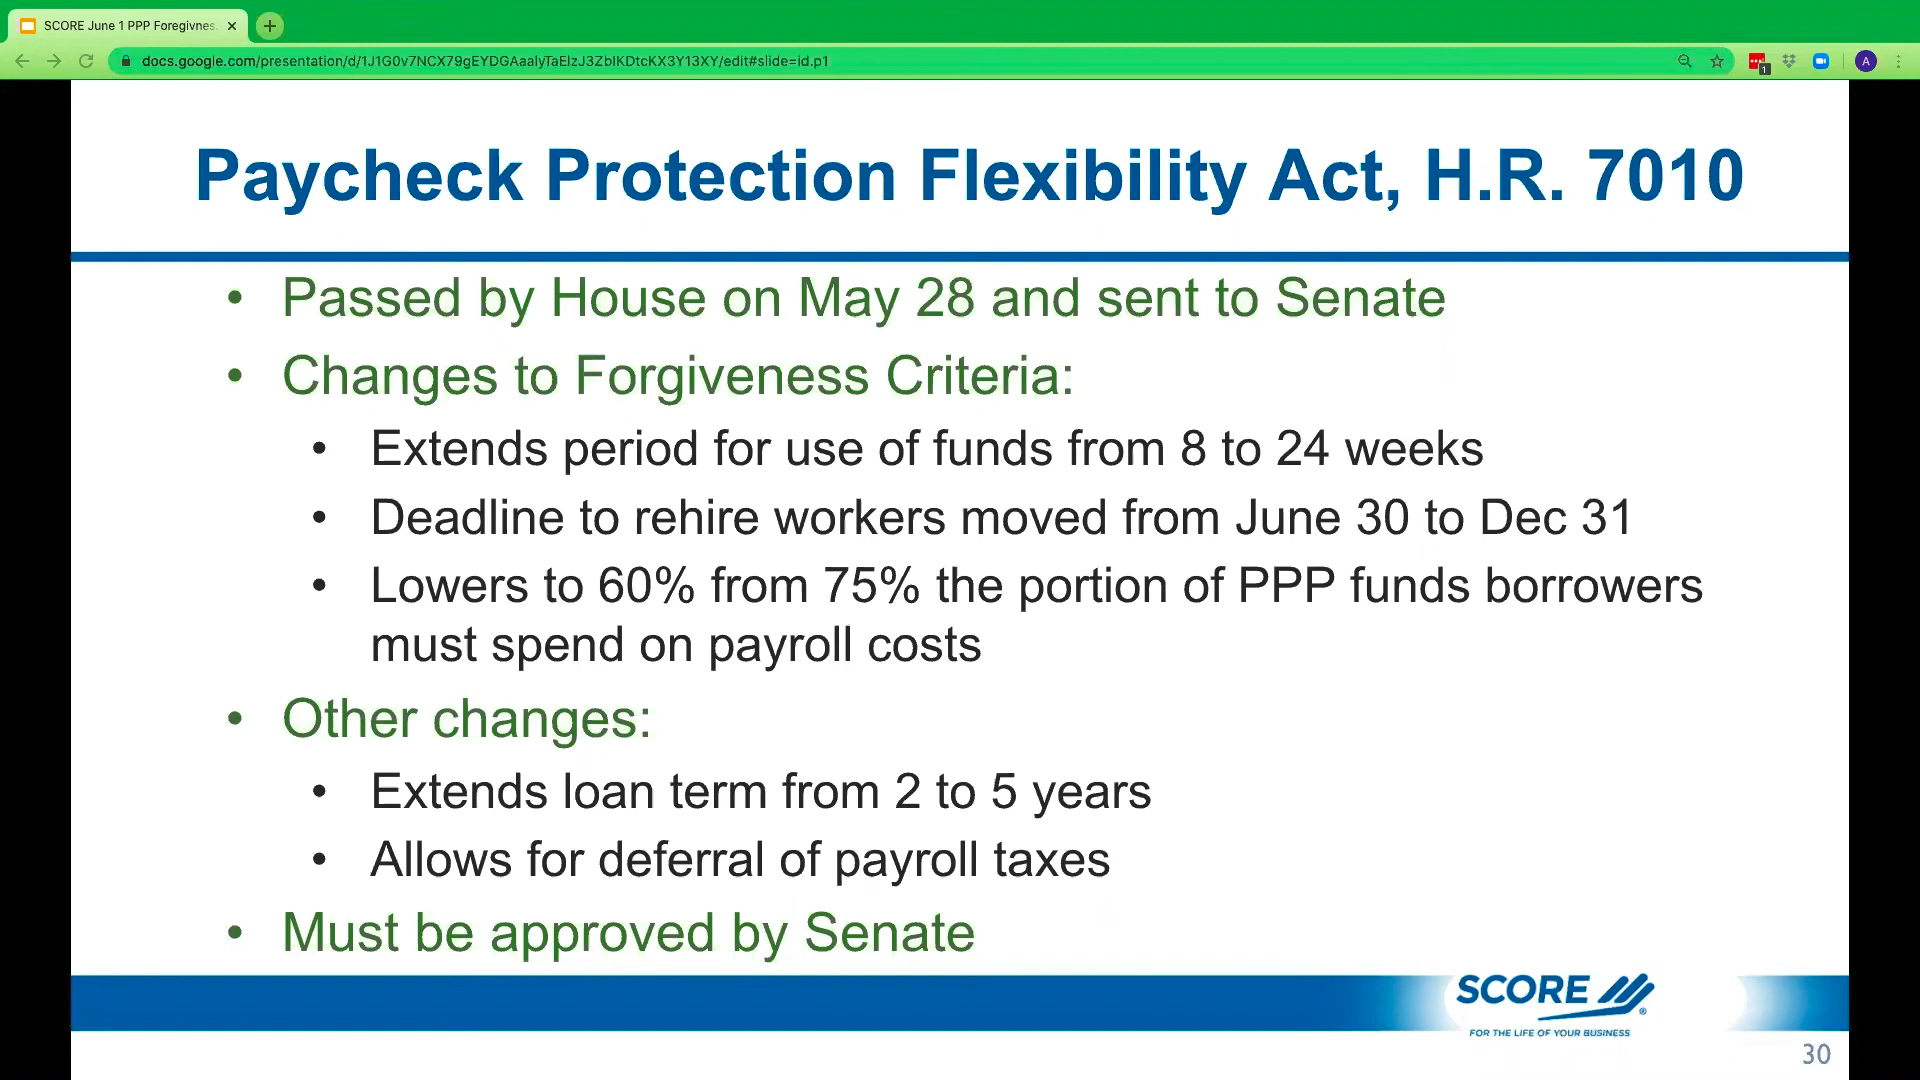 SCORE June 1 PPP Foregivnes
docs.google.com/presentation/d/1J1G0v7NCX79gEYDGAaalyTaElzJ3ZbIKDtcKX3Y13XY/edit#slide=id.p1
1
A
Paycheck Protection Flexibility Act, H.R. 7010
• Passed by House on May 28 and sent to Senate
• Changes to Forgiveness Criteria:
• Extends period for use of funds from 8 to 24 weeks
• Deadline to rehire workers moved from June 30 to Dec 31
• Lowers to 60% from 75% the portion of PPP funds borrowers
must spend on payroll costs
• Other changes:
• Extends loan term from 2 to 5 years
• Allows for deferral of payroll taxes
• Must be approved by Senate
SCORE
®
FOR THE LIFE OF YOUR BUSINESS
30